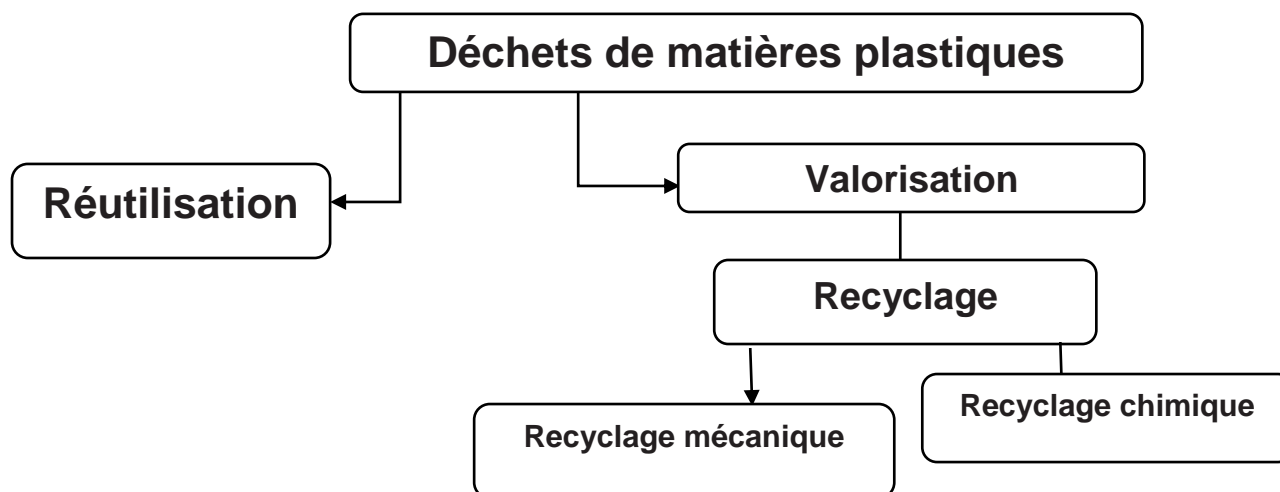 Déchets de matières plastiques
Réutilisation
Valorisation
Recyclage
Recyclage mécanique
Recyclage chimique